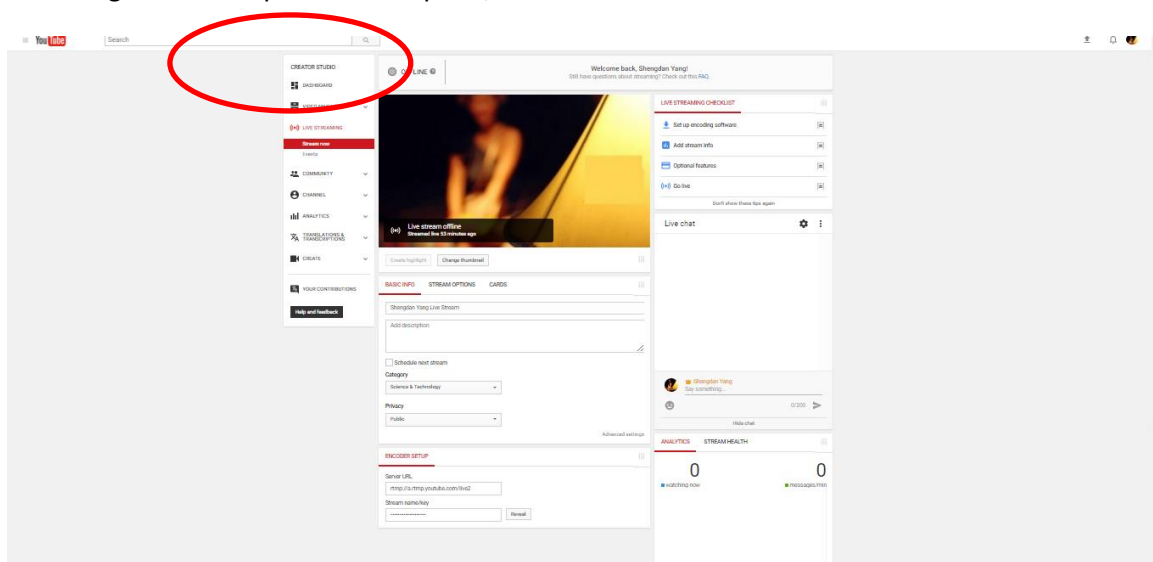 You Tube
Search
CREATOR STUDIO
DASHBOARD
LIVE STREAMING
Stream now
Events
COMMUNITY
CHANNEL
ANALYTICS
TRANSLATIONS &
TRANSCRIPTIONS
CREATE
YOUR CONTRIBUTIONS
Help and feedback
Welcome back, Shengdan Yang!
Still have questions about streaming? Check out this FAQ.
Live stream offline
Streamed live 53 minutes ago
Create highlight
Change thumbnail
BASIC INFO STREAM OPTIONS CARDS
Shengdan Yang Live Stream
Add description
Schedule next stream
Category
Science & Technology
Privacy
Public
Advanced settings
ENCODER SETUP
Server URL
rtmp://a.rtmp.youtube.com/live2
Stream name/key
Reveal
LIVE STREAMING CHECKLIST
Set up encoding software
Add stream info
Optional features
Go live
Don't show these tips again
Live chat
Shengdan Yang
Say something...
0/200
Hide chat
ANALYTICS STREAM HEALTH
0 0
watching now messages/min